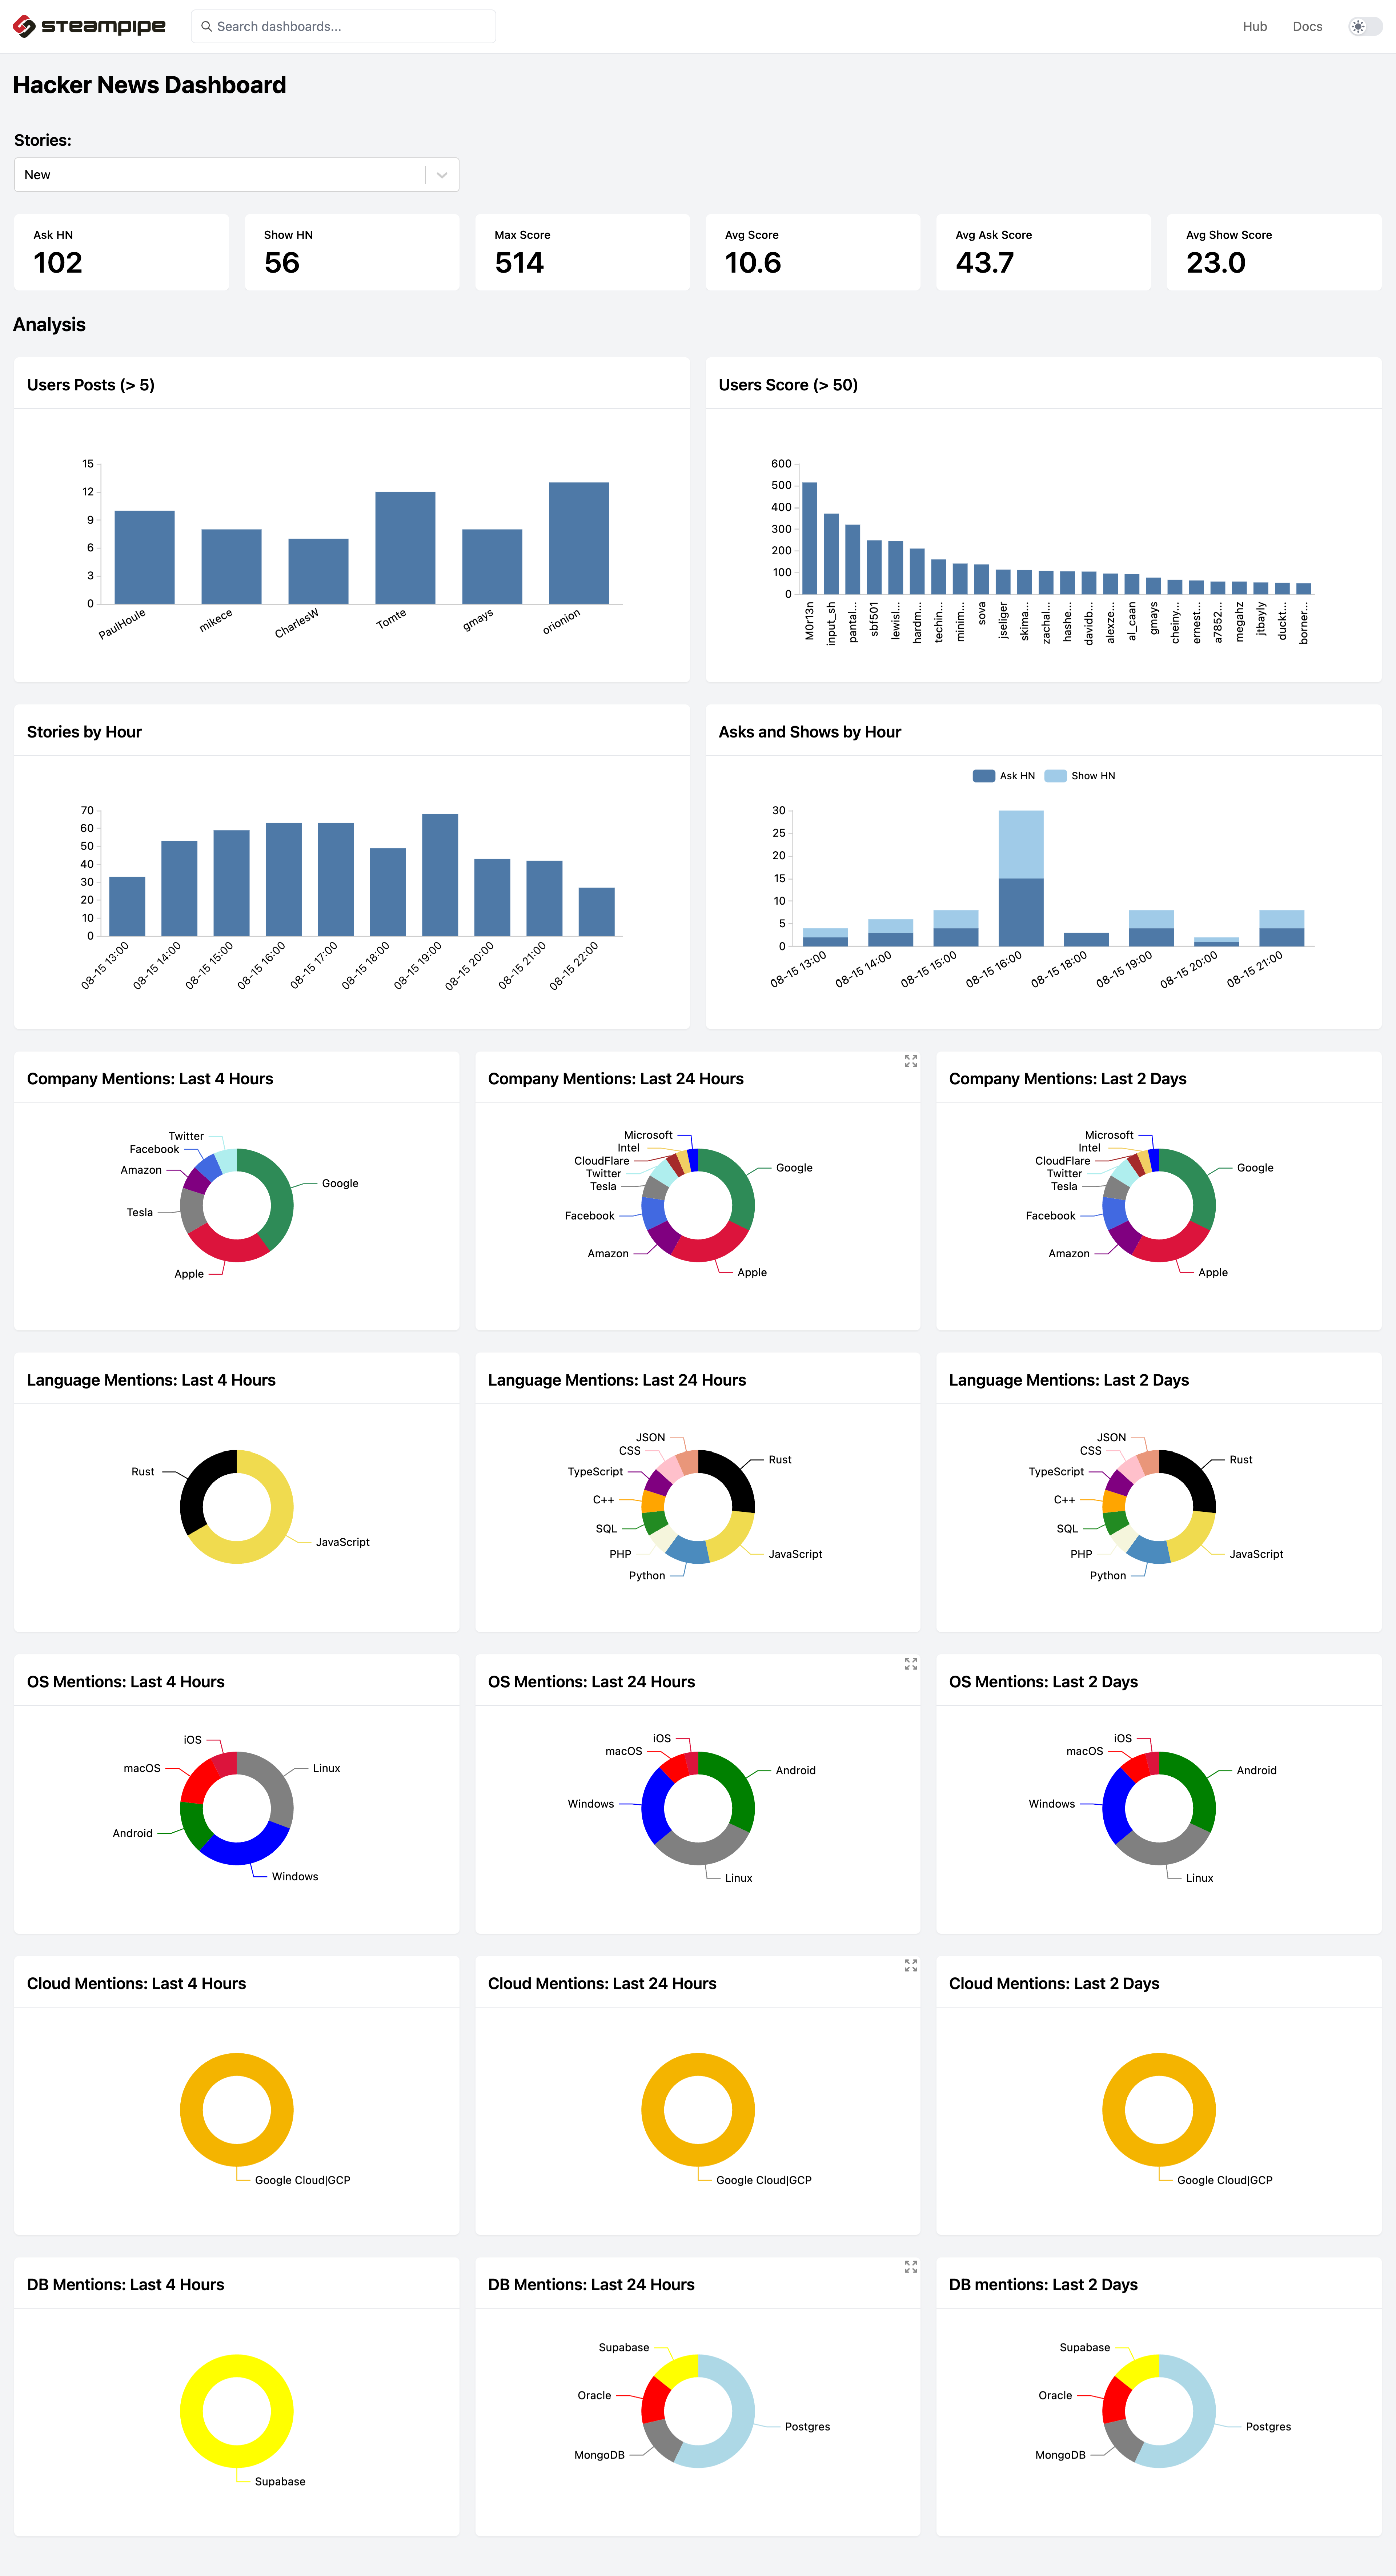 steampipe
Search dashboards...
Hub
Docs
Hacker News Dashboard
Stories:
New
Ask HN
102
Show HN
56
Max Score
514
Avg Score
10.6
Avg Ask Score
43.7
Avg Show Score
23.0
Analysis
Users Posts (> 5)
15
12
9
6
3
0
PaulHoule
mikece
CharlesW
Tomte
gmays
orionion
Users Score (> 50)
600
500
400
300
200
100
0
M0r13n
input_sh
pantal...
sbf501
lewisl...
hardm...
techin...
minim...
sova
jseliger
skima...
zachal...
hashe...
davidb...
alexze...
al_caan
gmays
cheiny...
ernest...
a7852...
megahz
jtbayly
duckt...
borner...
Stories by Hour
70
60
50
40
30
20
10
0
08-15 13:00
08-15 14:00
08-15 15:00
08-15 16:00
08-15 17:00
08-15 18:00
08-15 19:00
08-15 20:00
08-15 21:00
08-15 22:00
Asks and Shows by Hour
Ask HN
Show HN
30
25
20
15
10
5
0
08-15 13:00
08-15 14:00
08-15 15:00
08-15 16:00
08-15 18:00
08-15 19:00
08-15 20:00
08-15 21:00
Company Mentions: Last 4 Hours
Twitter
Facebook
Amazon
Google
Tesla
Apple
Company Mentions: Last 24 Hours
Microsoft
Intel
CloudFlare
Google
Twitter
Tesla
Facebook
Amazon
Apple
Company Mentions: Last 2 Days
Microsoft
Intel
CloudFlare
Google
Twitter
Tesla
Facebook
Amazon
Apple
Language Mentions: Last 4 Hours
Rust
JavaScript
Language Mentions: Last 24 Hours
JSON
CSS
Rust
TypeScript
C++
SQL
PHP
JavaScript
Python
Language Mentions: Last 2 Days
JSON
CSS
Rust
TypeScript
C++
SQL
PHP
JavaScript
Python
OS Mentions: Last 4 Hours
iOS
macOS
Linux
Android
Windows
OS Mentions: Last 24 Hours
iOS
macOS
Android
Windows
Linux
OS Mentions: Last 2 Days
iOS
macOS
Android
Windows
Linux
Cloud Mentions: Last 4 Hours
Google Cloud|GCP
Cloud Mentions: Last 24 Hours
Google Cloud|GCP
Cloud Mentions: Last 2 Days
Google Cloud|GCP
DB Mentions: Last 4 Hours
Supabase
DB Mentions: Last 24 Hours
Supabase
Oracle
Postgres
MongoDB
DB mentions: Last 2 Days
Supabase
Oracle
Postgres
MongoDB